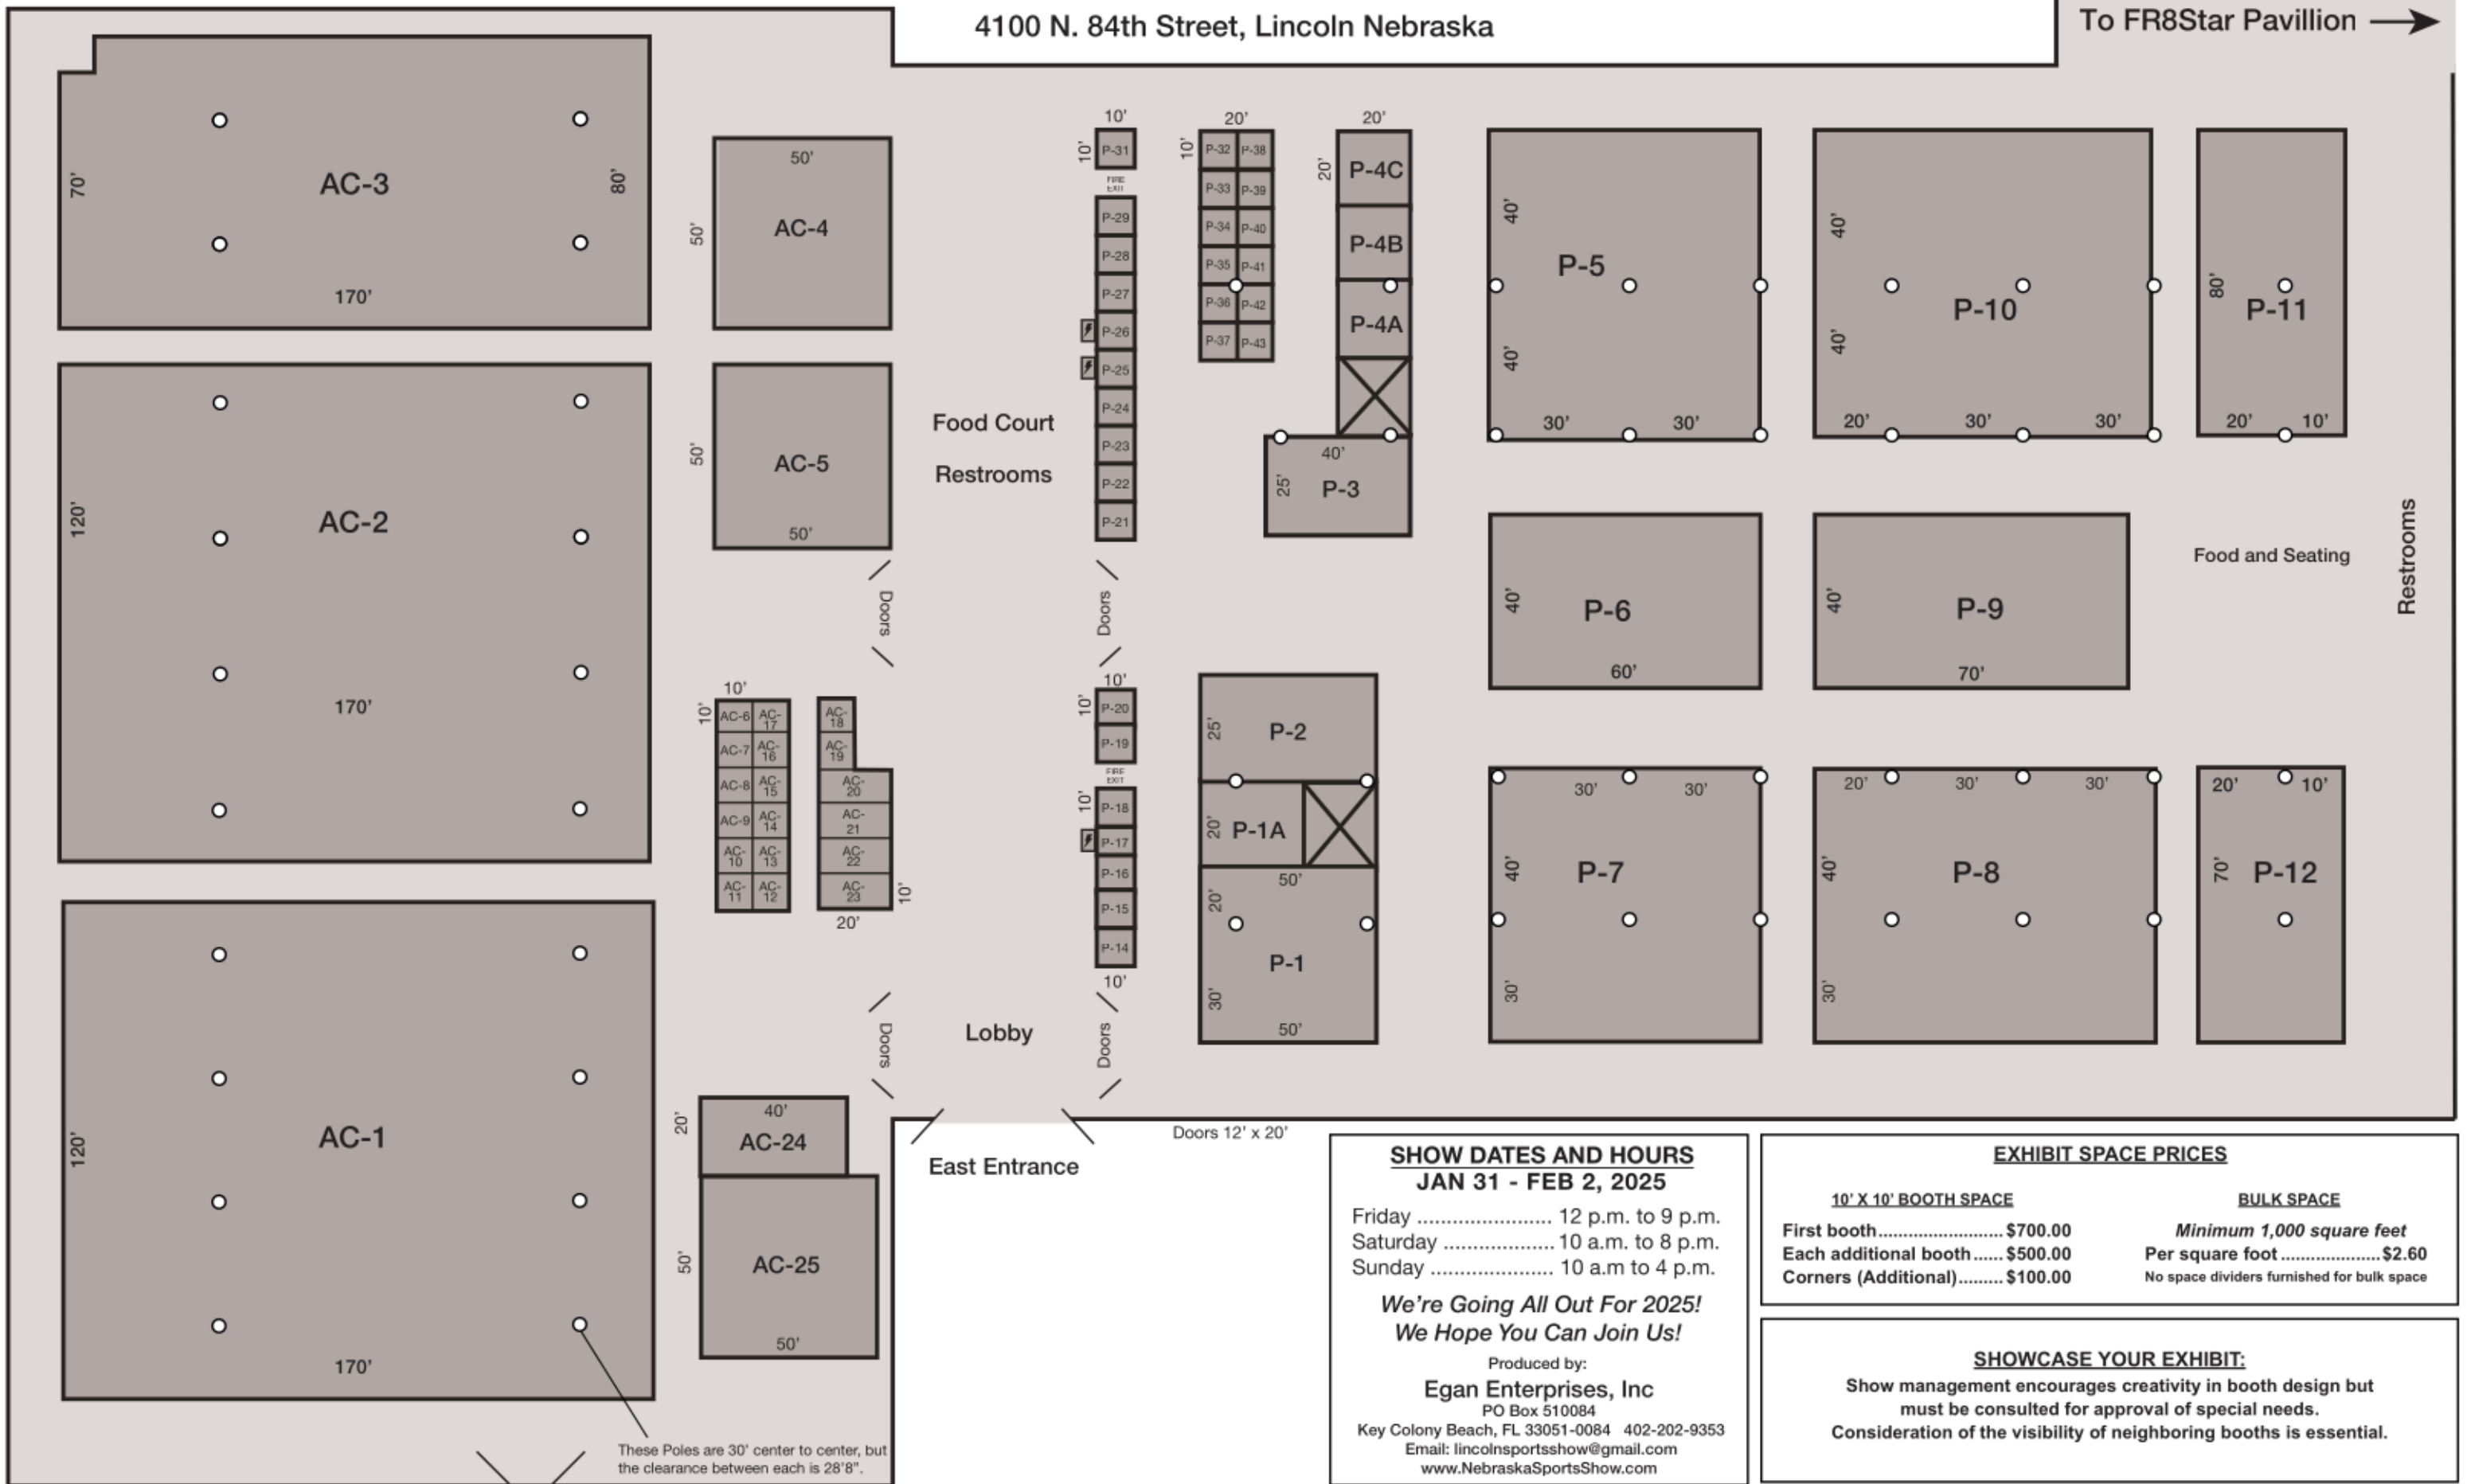 4100 N. 84th Street, Lincoln Nebraska
To FR8Star Pavillion
AC-3
70'
80'
170'
50'
50'
AC-4
AC-2
120'
170'
50'
AC-5
50'
Food Court
Restrooms
Doors
Doors
10'
10'
AC-6
AC-17
AC-7
AC-16
AC-8
AC-15
AC-9
AC-14
AC-10
AC-13
AC-11
AC-12
AC-18
AC-19
AC-20
AC-21
AC-22
AC-23
10'
20'
AC-1
120'
170'
These Poles are 30' center to center, but
the clearance between each is 28'8".
20'
40'
AC-24
50'
AC-25
50'
Doors
Lobby
Doors
East Entrance
Doors 12' x 20'
10'
10'
P-31
FIRE
EXIT
P-29
P-28
P-27
P-26
P-25
P-24
P-23
P-22
P-21
10'
10'
P-20
P-19
FIRE
EXIT
10'
P-18
P-17
P-16
P-15
P-14
10'
20'
10'
P-32
P-38
P-33
P-39
P-34
P-40
P-35
P-41
P-36
P-42
P-37
P-43
20'
20'
P-4C
P-4B
P-4A
40'
25'
P-3
25'
P-2
20'
P-1A
50'
20'
P-1
30'
50'
40'
P-5
40'
30'
30'
40'
P-10
40'
20'
30'
30'
80'
P-11
20'
10'
40'
P-6
60'
40'
P-9
70'
Food and Seating
Restrooms
30'
30'
40'
P-7
30'
20'
30'
30'
40'
P-8
30'
20'
10'
70'
P-12
SHOW DATES AND HOURS
JAN 31 - FEB 2, 2025
Friday ....................... 12 p.m. to 9 p.m.
Saturday ................... 10 a.m. to 8 p.m.
Sunday ..................... 10 a.m to 4 p.m.
We're Going All Out For 2025!
We Hope You Can Join Us!
Produced by:
Egan Enterprises, Inc
PO Box 510084
Key Colony Beach, FL 33051-0084 402-202-9353
Email: lincolnsportsshow@gmail.com
www.NebraskaSportsShow.com
EXHIBIT SPACE PRICES
10' X 10' BOOTH SPACE
First booth.......................... $700.00
Each additional booth...... $500.00
Corners (Additional)......... $100.00
BULK SPACE
Minimum 1,000 square feet
Per square foot ....................$2.60
No space dividers furnished for bulk space
SHOWCASE YOUR EXHIBIT:
Show management encourages creativity in booth design but
must be consulted for approval of special needs.
Consideration of the visibility of neighboring booths is essential.